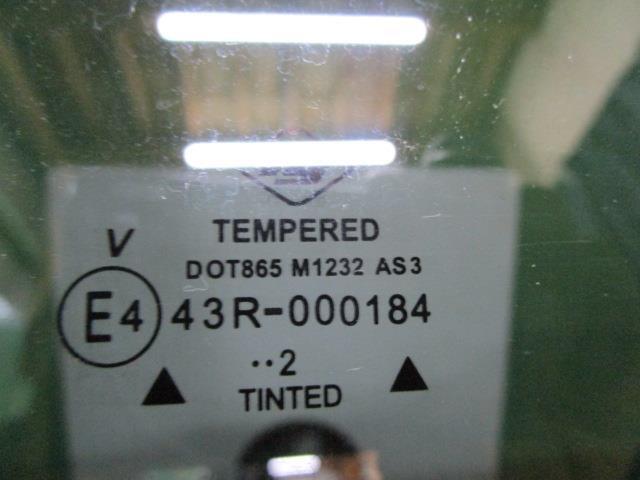 TEMPERED
V
DOT865 M1232 AS3
E4 43R-000184
··2
TINTED